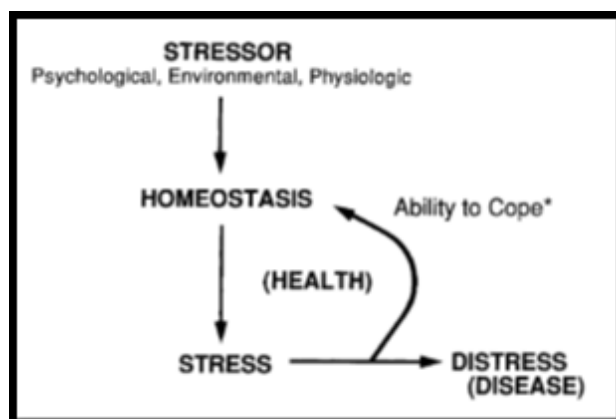 STRESSOR
Psychological, Environmental, Physiologic
HOMEOSTASIS
Ability to Cope*
(HEALTH)
STRESS
DISTRESS
(DISEASE)